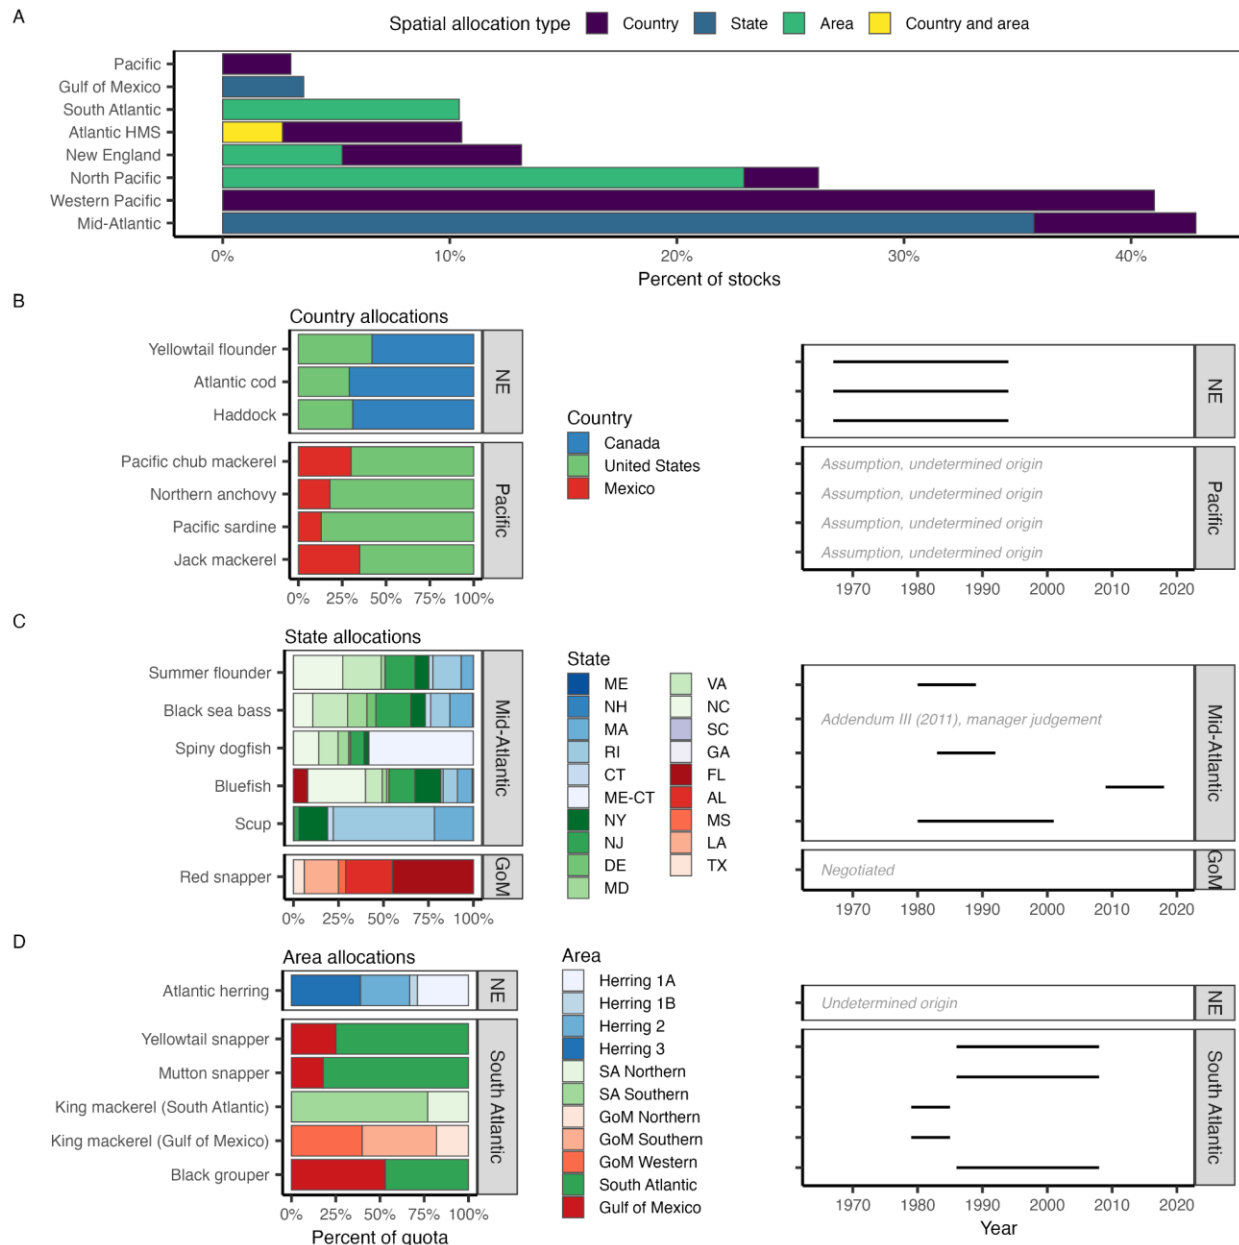 A
Spatial allocation type Country State Area Country and area
Pacific
Gulf of Mexico
South Atlantic
Atlantic HMS
New England
North Pacific
Western Pacific
Mid-Atlantic
0% 10% 20% 30% 40%
Percent of stocks
B
Country allocations
Yellowtail flounder
Atlantic cod
Haddock
NE
Pacific chub mackerel
Northern anchovy
Pacific sardine
Jack mackerel
Pacific
0% 25% 50% 75% 100%
Country
Canada
United States
Mexico
NE
Assumption, undetermined origin
Assumption, undetermined origin
Assumption, undetermined origin
Assumption, undetermined origin
Pacific
1970 1980 1990 2000 2010 2020
C
State allocations
Summer flounder
Black sea bass
Spiny dogfish
Bluefish
Scup
Mid-Atlantic
Red snapper
GoM
0% 25% 50% 75% 100%
State
ME
NH
MA
RI
CT
ME-CT
NY
NJ
DE
MD
VA
NC
SC
GA
FL
AL
MS
LA
TX
Addendum III (2011), manager judgement
Mid-Atlantic
Negotiated
GoM
1970 1980 1990 2000 2010 2020
D
Area allocations
Atlantic herring
NE
Yellowtail snapper
Mutton snapper
King mackerel (South Atlantic)
King mackerel (Gulf of Mexico)
Black grouper
South Atlantic
0% 25% 50% 75% 100%
Percent of quota
Area
Herring 1A
Herring 1B
Herring 2
Herring 3
SA Northern
SA Southern
GoM Northern
GoM Southern
GoM Western
South Atlantic
Gulf of Mexico
Undetermined origin
NE
South Atlantic
1970 1980 1990 2000 2010 2020
Year